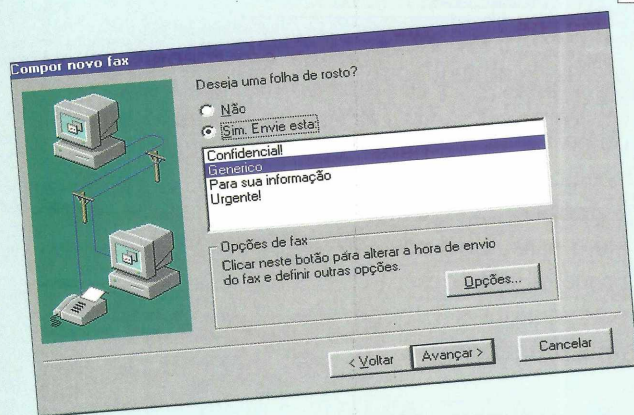 Compor novo fax
Deseja uma folha de rosto?
Não
Sim. Envie esta:
Confidencial!
Generico
Para sua informação
Urgente!
Opções de fax
Clicar neste botão para alterar a hora de envio
do fax e definir outras opções.
Opções...
< Voltar
Avançar >
Cancelar